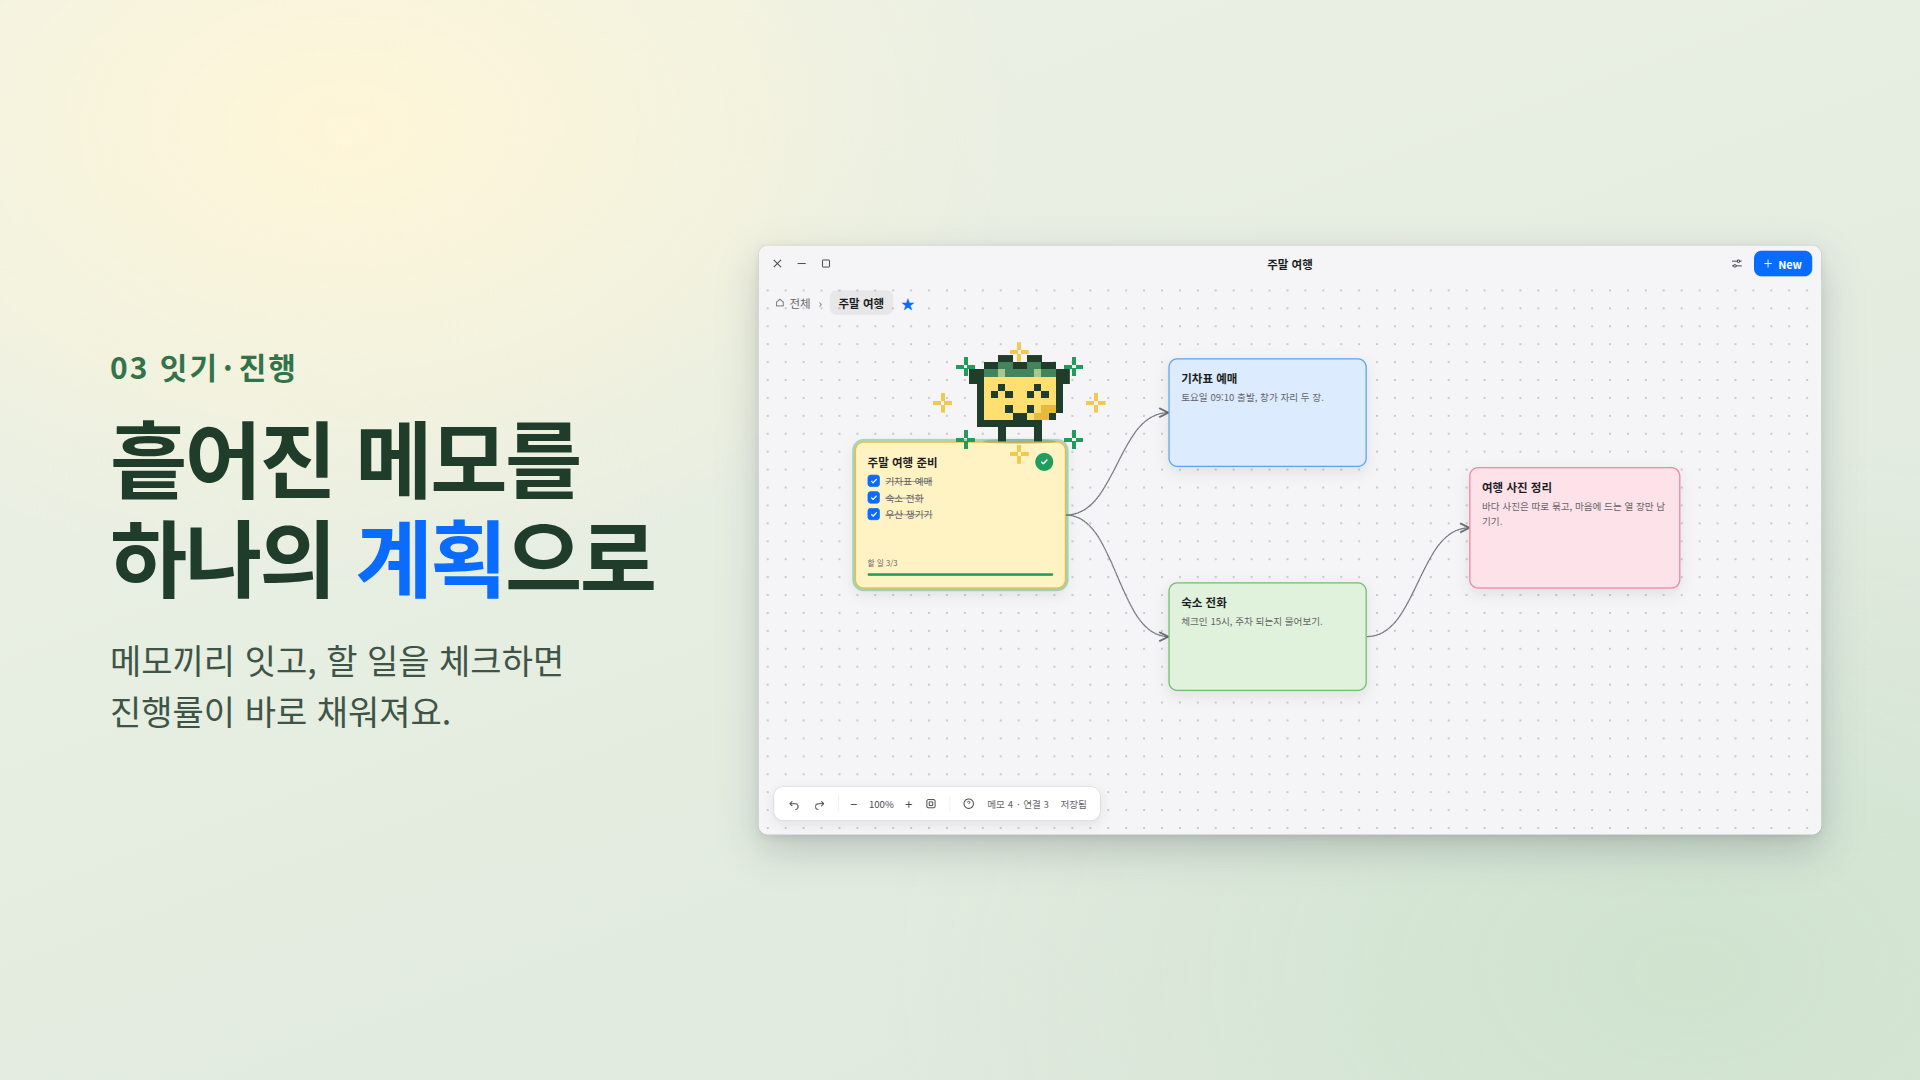 03 잇기·진행
흩어진 메모를
하나의 계획으로
메모끼리 잇고, 할 일을 체크하면
진행률이 바로 채워져요.
주말 여행
+ New
전체 › 주말 여행
주말 여행 준비
기차표 예매
숙소 전화
우산 챙기기
할 일 3/3
기차표 예매
토요일 09:10 출발, 창가 자리 두 장.
숙소 전화
체크인 15시, 주차 되는지 물어보기.
여행 사진 정리
바다 사진은 따로 묶고, 마음에 드는 열 장만 남
기기.
− 100% + 메모 4 · 연결 3 저장됨